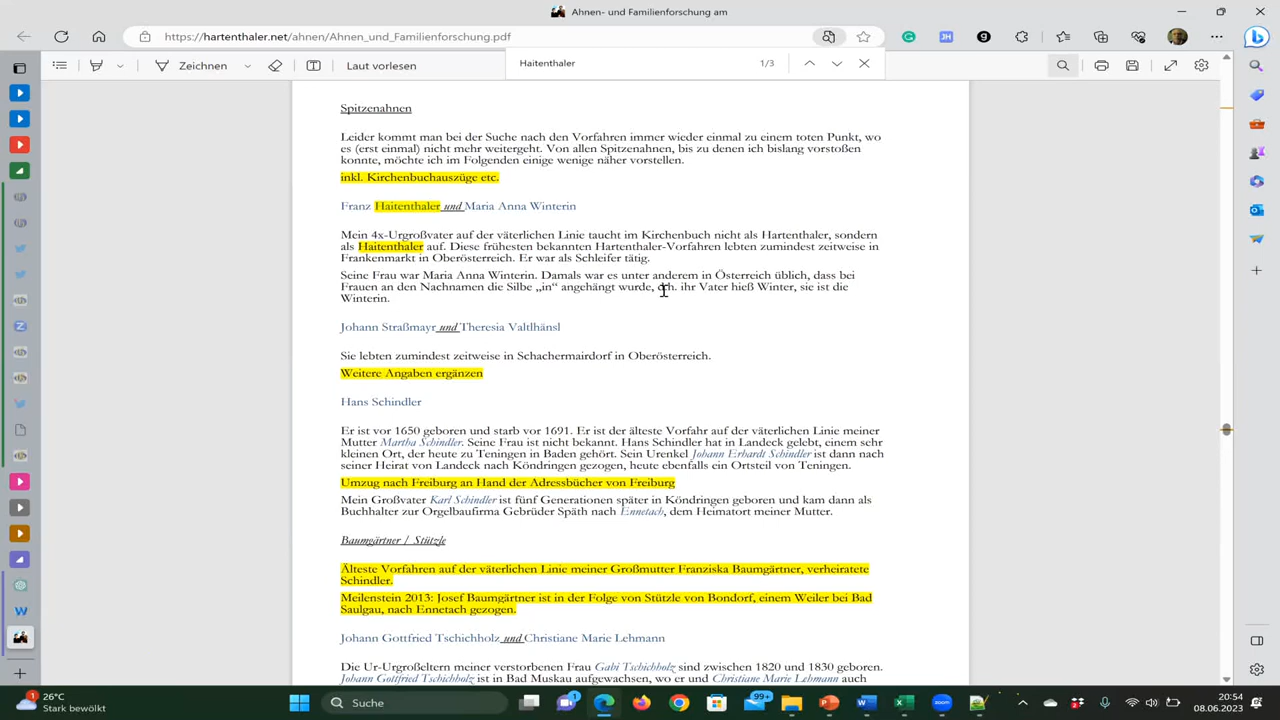 Ahnen- und Familienforschung am
https://hartenthaler.net/ahnen/Ahnen_und_Familienforschung.pdf
Zeichnen
Laut vorlesen
Haitenthaler
1/3
Spitzenahnen
Leider kommt man bei der Suche nach den Vorfahren immer wieder einmal zu einem toten Punkt, wo
es (erst einmal) nicht mehr weitergeht. Von allen Spitzenahnen, bis zu denen ich bislang vorstoßen
konnte, möchte ich im Folgenden einige wenige näher vorstellen.
inkl. Kirchenbuchauszüge etc.
Franz Haitenthaler und Maria Anna Winterin
Mein 4x-Urgroßvater auf der väterlichen Linie taucht im Kirchenbuch nicht als Hartenthaler, sondern
als Haitenthaler auf. Diese frühesten bekannten Hartenthaler-Vorfahren lebten zumindest zeitweise in
Frankenmarkt in Oberösterreich. Er war als Schleifer tätig.
Seine Frau war Maria Anna Winterin. Damals war es unter anderem in Österreich üblich, dass bei
Frauen an den Nachnamen die Silbe „in“ angehängt wurde, d.h. ihr Vater hieß Winter, sie ist die
Winterin.
Johann Straßmayr und Theresia Valtlhänsl
Sie lebten zumindest zeitweise in Schachermairdorf in Oberösterreich.
Weitere Angaben ergänzen
Hans Schindler
Er ist vor 1650 geboren und starb vor 1691. Er ist der älteste Vorfahr auf der väterlichen Linie meiner
Mutter Martha Schindler. Seine Frau ist nicht bekannt. Hans Schindler hat in Landeck gelebt, einem sehr
kleinen Ort, der heute zu Teningen in Baden gehört. Sein Urenkel Johann Erhardt Schindler ist dann nach
seiner Heirat von Landeck nach Köndringen gezogen, heute ebenfalls ein Ortsteil von Teningen.
Umzug nach Freiburg an Hand der Adressbücher von Freiburg
Mein Großvater Karl Schindler ist fünf Generationen später in Köndringen geboren und kam dann als
Buchhalter zur Orgelbaufirma Gebrüder Späth nach Ennetach, dem Heimatort meiner Mutter.
Baumgärtner / Stützle
Älteste Vorfahren auf der väterlichen Linie meiner Großmutter Franziska Baumgärtner, verheiratete
Schindler.
Meilenstein 2013: Josef Baumgärtner ist in der Folge von Stützle von Bondorf, einem Weiler bei Bad
Saulgau, nach Ennetach gezogen.
Johann Gottfried Tschichholz und Christiane Marie Lehmann
Die Ur-Urgroßeltern meiner verstorbenen Frau Gabi Tschichholz sind zwischen 1820 und 1830 geboren.
Johann Gottfried Tschichholz ist in Bad Muskau aufgewachsen, wo er und Christiane Marie Lehmann auch
26°C
Stark bewölkt
Suche
1
99+
20:54
08.06.2023